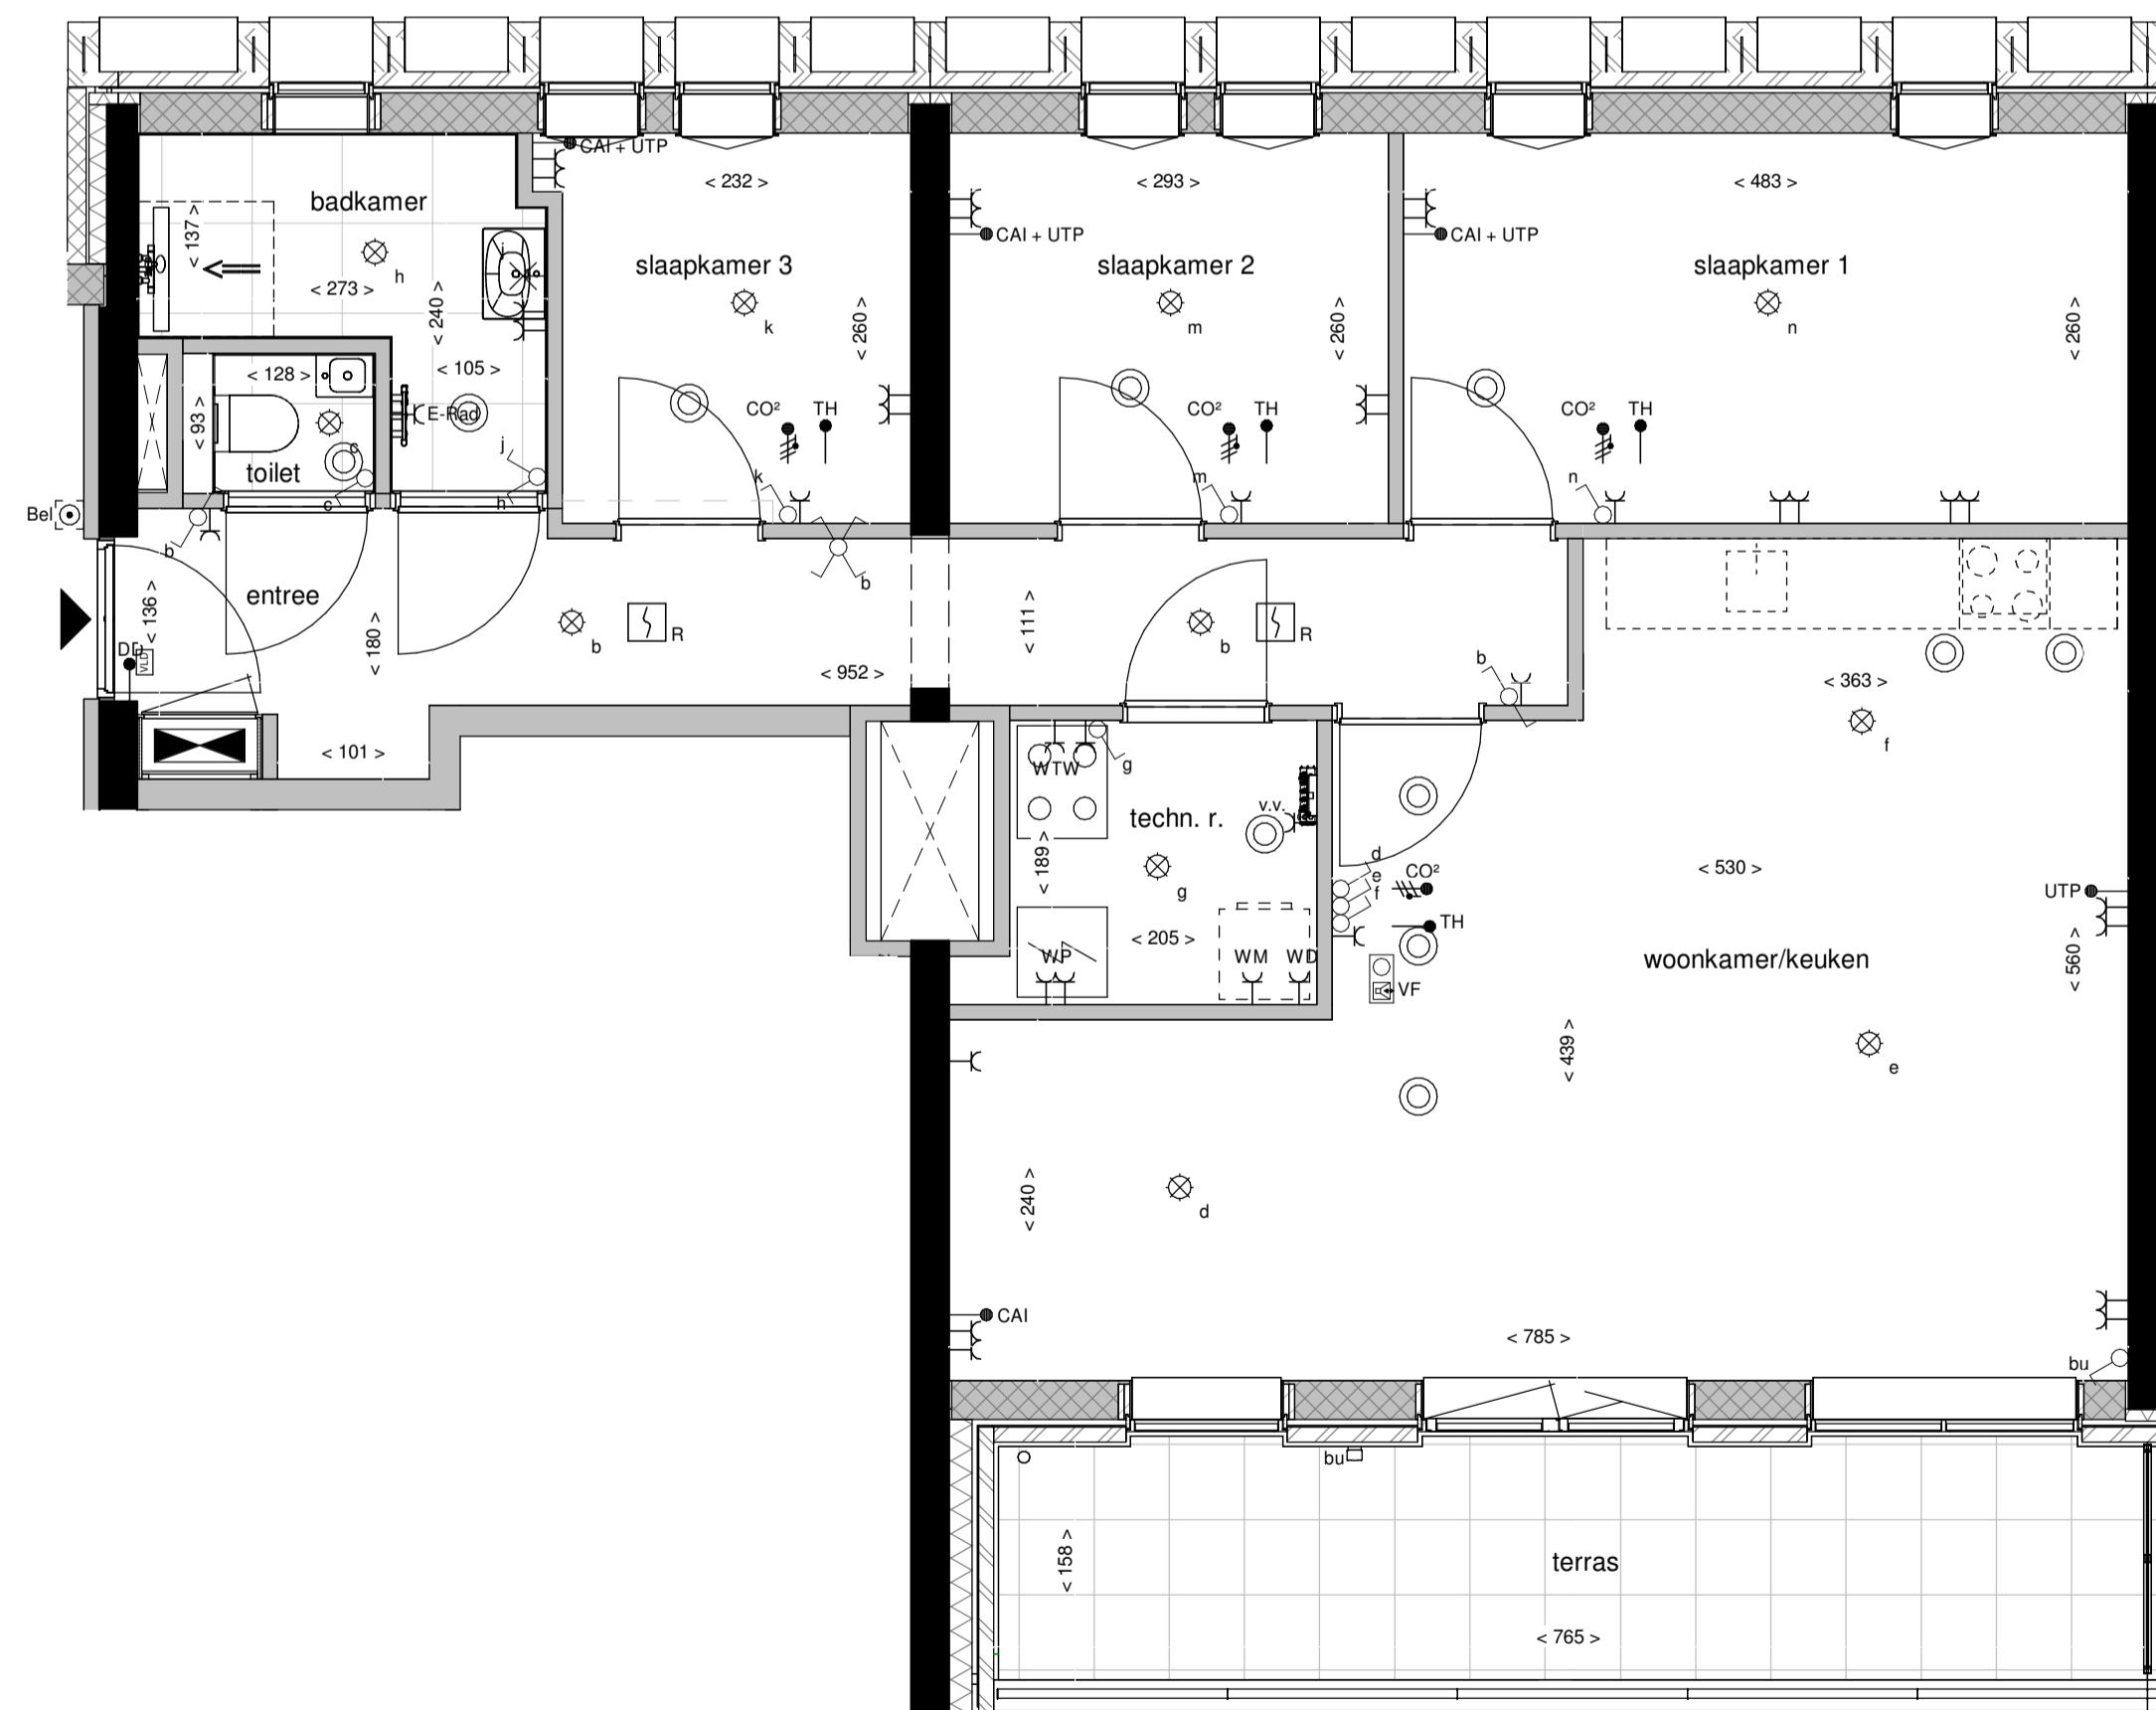 CAI + UTP
< 232 >
< 293 >
< 483 >
badkamer
< 137 >
CAI + UTP
CAI + UTP
h
j
slaapkamer 3
slaapkamer 2
slaapkamer 1
< 273 >
< 240 >
k
m
n
< 260 >
< 260 >
< 260 >
< 128 >
< 105 >
< 93 >
E-Rad
CO²
TH
CO²
TH
CO²
TH
c
toilet
j
k
m
n
c
h
Bel
b
entree
b
< 136 >
< 180 >
b
R
< 111 >
b
R
DD
VLD
b
< 952 >
< 363 >
f
< 101 >
WTW
g
techn. r.
v.v.
< 189 >
g
d
e
f
CO²
< 530 >
UTP
TH
< 205 >
WP
WM
WD
woonkamer/keuken
< 560 >
VF
< 439 >
e
< 240 >
d
CAI
< 785 >
bu
bu
< 158 >
terras
< 765 >